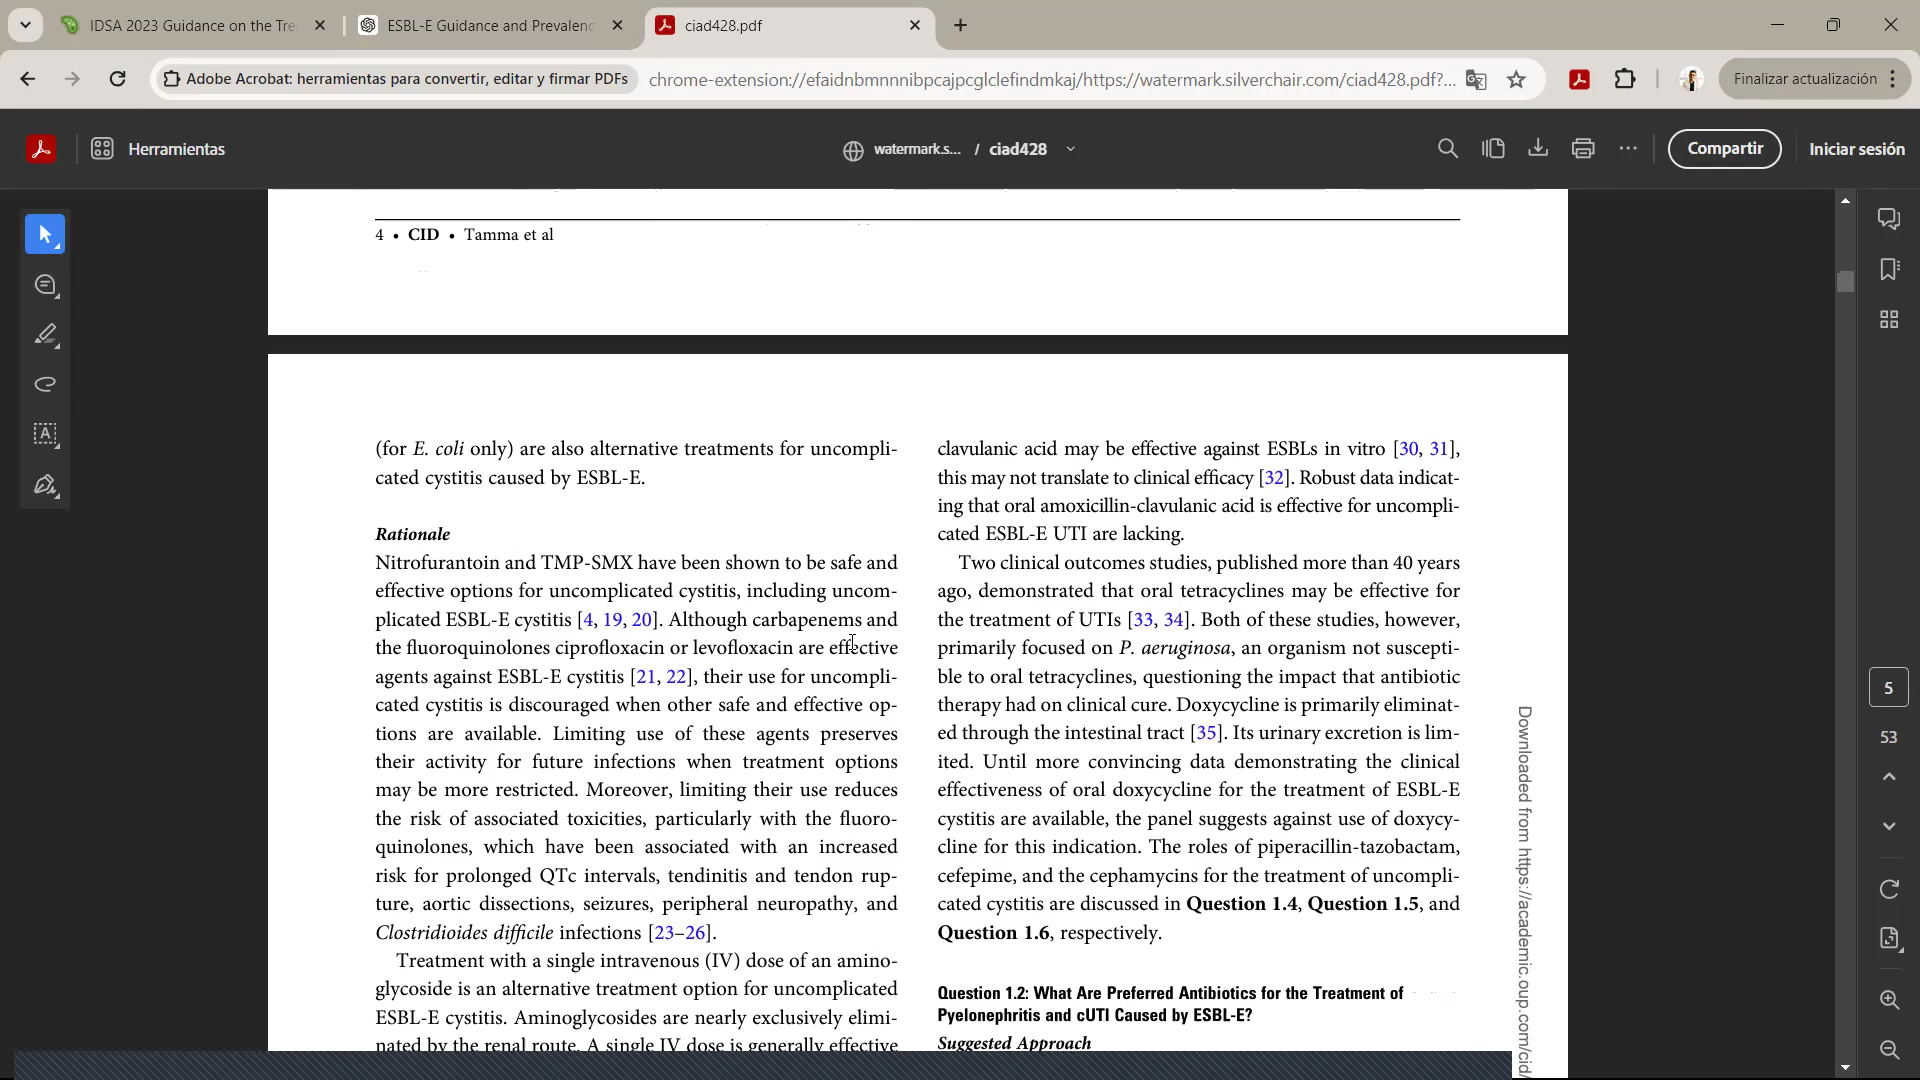 IDSA 2023 Guidance on the Tre
ESBL-E Guidance and Prevalenc
ciad428.pdf
Adobe Acrobat: herramientas para convertir, editar y firmar PDFs
chrome-extension://efaidnbmnnnibpcajpcglclefindmkaj/https://watermark.silverchair.com/ciad428.pdf?...
Finalizar actualización
Herramientas
watermark.s... / ciad428
Compartir
Iniciar sesión
4 • CID • Tamma et al
(for E. coli only) are also alternative treatments for uncompli-
cated cystitis caused by ESBL-E.
Rationale
Nitrofurantoin and TMP-SMX have been shown to be safe and
effective options for uncomplicated cystitis, including uncom-
plicated ESBL-E cystitis [4, 19, 20]. Although carbapenems and
the fluoroquinolones ciprofloxacin or levofloxacin are effective
agents against ESBL-E cystitis [21, 22], their use for uncompli-
cated cystitis is discouraged when other safe and effective op-
tions are available. Limiting use of these agents preserves
their activity for future infections when treatment options
may be more restricted. Moreover, limiting their use reduces
the risk of associated toxicities, particularly with the fluoro-
quinolones, which have been associated with an increased
risk for prolonged QTc intervals, tendinitis and tendon rup-
ture, aortic dissections, seizures, peripheral neuropathy, and
Clostridioides difficile infections [23–26].
Treatment with a single intravenous (IV) dose of an amino-
glycoside is an alternative treatment option for uncomplicated
ESBL-E cystitis. Aminoglycosides are nearly exclusively elimi-
nated by the renal route. A single IV dose is generally effective
clavulanic acid may be effective against ESBLs in vitro [30, 31],
this may not translate to clinical efficacy [32]. Robust data indicat-
ing that oral amoxicillin-clavulanic acid is effective for uncompli-
cated ESBL-E UTI are lacking.
Two clinical outcomes studies, published more than 40 years
ago, demonstrated that oral tetracyclines may be effective for
the treatment of UTIs [33, 34]. Both of these studies, however,
primarily focused on P. aeruginosa, an organism not suscepti-
ble to oral tetracyclines, questioning the impact that antibiotic
therapy had on clinical cure. Doxycycline is primarily eliminat-
ed through the intestinal tract [35]. Its urinary excretion is lim-
ited. Until more convincing data demonstrating the clinical
effectiveness of oral doxycycline for the treatment of ESBL-E
cystitis are available, the panel suggests against use of doxycy-
cline for this indication. The roles of piperacillin-tazobactam,
cefepime, and the cephamycins for the treatment of uncompli-
cated cystitis are discussed in Question 1.4, Question 1.5, and
Question 1.6, respectively.
Question 1.2: What Are Preferred Antibiotics for the Treatment of
Pyelonephritis and cUTI Caused by ESBL-E?
Suggested Approach
Downloaded from https://academic.oup.com/cid/
5
53